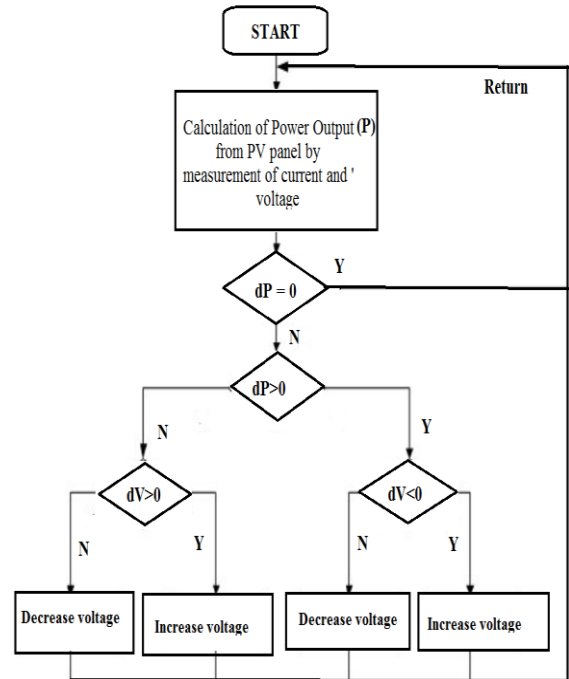 START
Return
Calculation of Power Output (P)
from PV panel by
measurement of current and '
voltage
Y
dP = 0
N
dP>0
N
Y
dV>0
dV<0
N
Y
N
Y
Decrease voltage
Increase voltage
Decrease voltage
Increase voltage